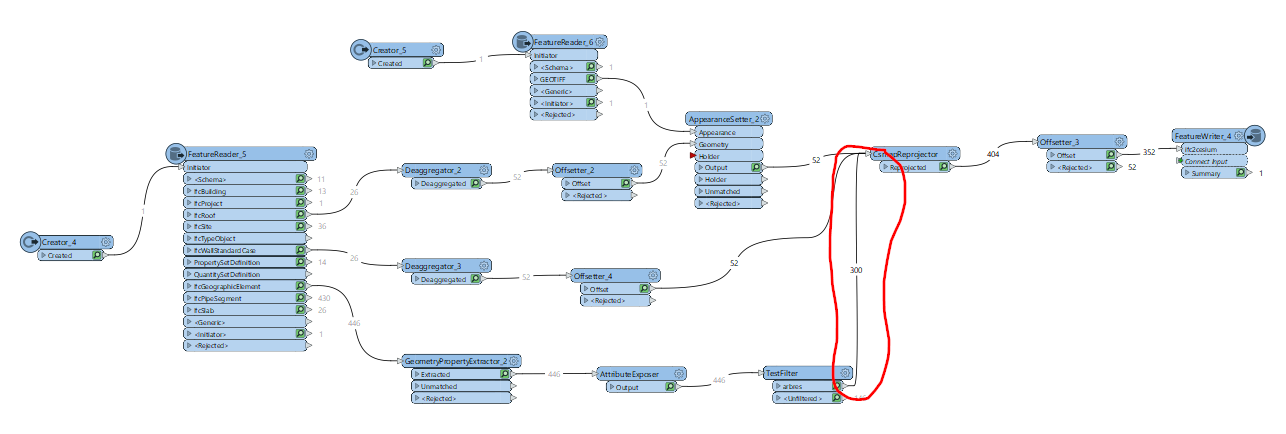 Creator_5
Created
1
FeatureReader_6
Initiator
<Schema>
1
GEOTIFF
<Generic>
<Initiator>
1
<Rejected>
1
AppearanceSetter_2
Appearance
Geometry
Holder
Output
Holder
Unmatched
<Rejected>
52
CsmapReprojector
Reprojected
404
Offsetter_3
Offset
<Rejected>
352
52
FeatureWriter_4
ifc2cesium
Connect Input
Summary
1
FeatureReader_5
Initiator
<Schema>
11
IfcBuilding
13
IfcProject
1
IfcRoof
IfcSite
36
IfcTypeObject
IfcWallStandardCase
PropertySetDefinition
14
QuantitySetDefinition
IfcGeographicElement
IfcPipeSegment
430
IfcSlab
26
<Generic>
<Initiator>
1
<Rejected>
26
Deaggregator_2
Deaggregated
52
Offsetter_2
Offset
<Rejected>
52
Creator_4
Created
1
26
Deaggregator_3
Deaggregated
52
Offsetter_4
Offset
<Rejected>
52
300
446
GeometryPropertyExtractor_2
Extracted
Unmatched
<Rejected>
446
AttributeExposer
Output
446
TestFilter
arbres
<Unfiltered>